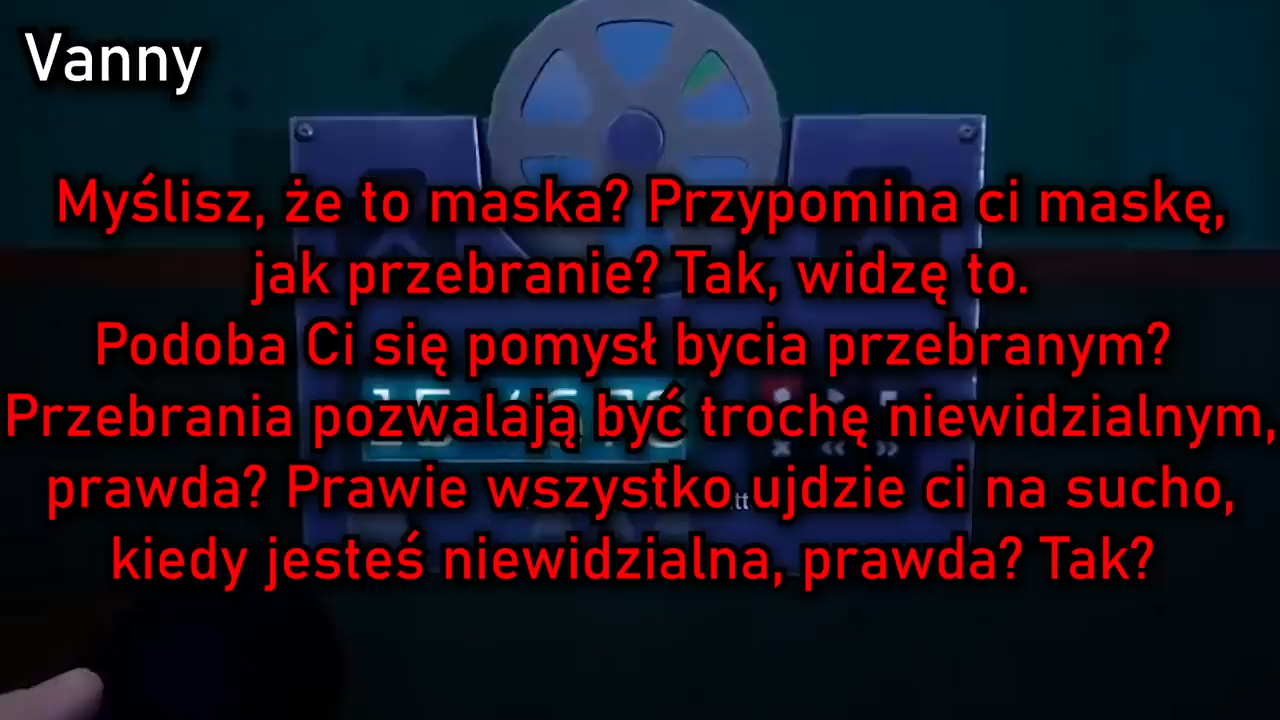 Vanny
Myślisz, że to maska? Przypomina ci maskę,
jak przebranie? Tak, widzę to.
Podoba Ci się pomysł bycia przebranym?
Przebrania pozwalają być trochę niewidzialnym,
prawda? Prawie wszystko ujdzie ci na sucho,
kiedy jesteś niewidzialna, prawda? Tak?